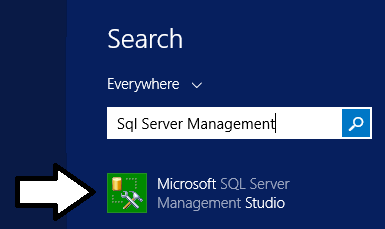 Search
Everywhere
Sql Server Management
Microsoft SQL Server
Management Studio